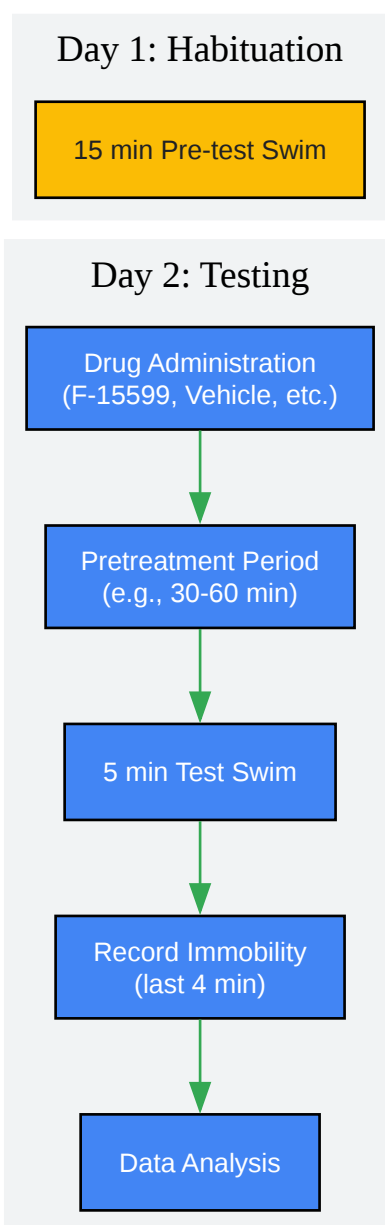 Day 1: Habituation
15 min Pre-test Swim
Day 2: Testing
Drug Administration
(F-15599, Vehicle, etc.)
Pretreatment Period
(e.g., 30-60 min)
5 min Test Swim
Record Immobility
(last 4 min)
Data Analysis